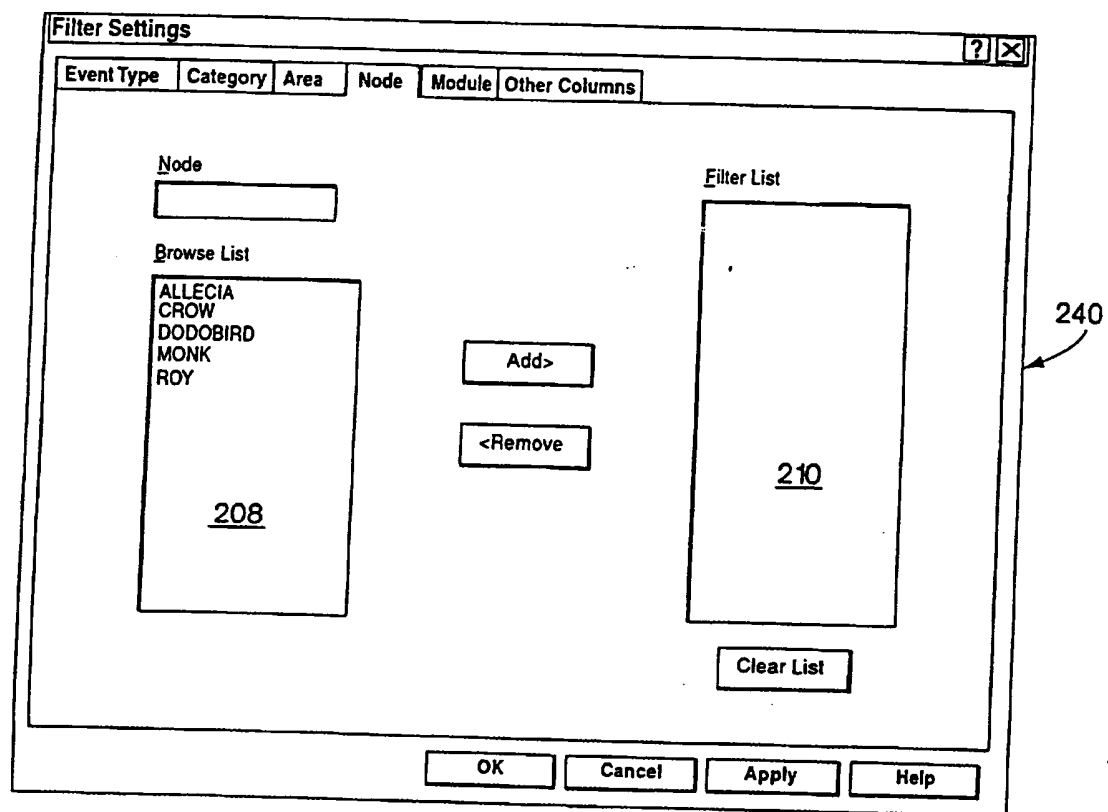 Filter Settings
? X
Event Type Category Area Node Module Other Columns
Node
Browse List
ALLECIA
CROW
DODOBIRD
MONK
ROY
208
Add>
<Remove
Filter List
210
Clear List
240
OK Cancel Apply Help